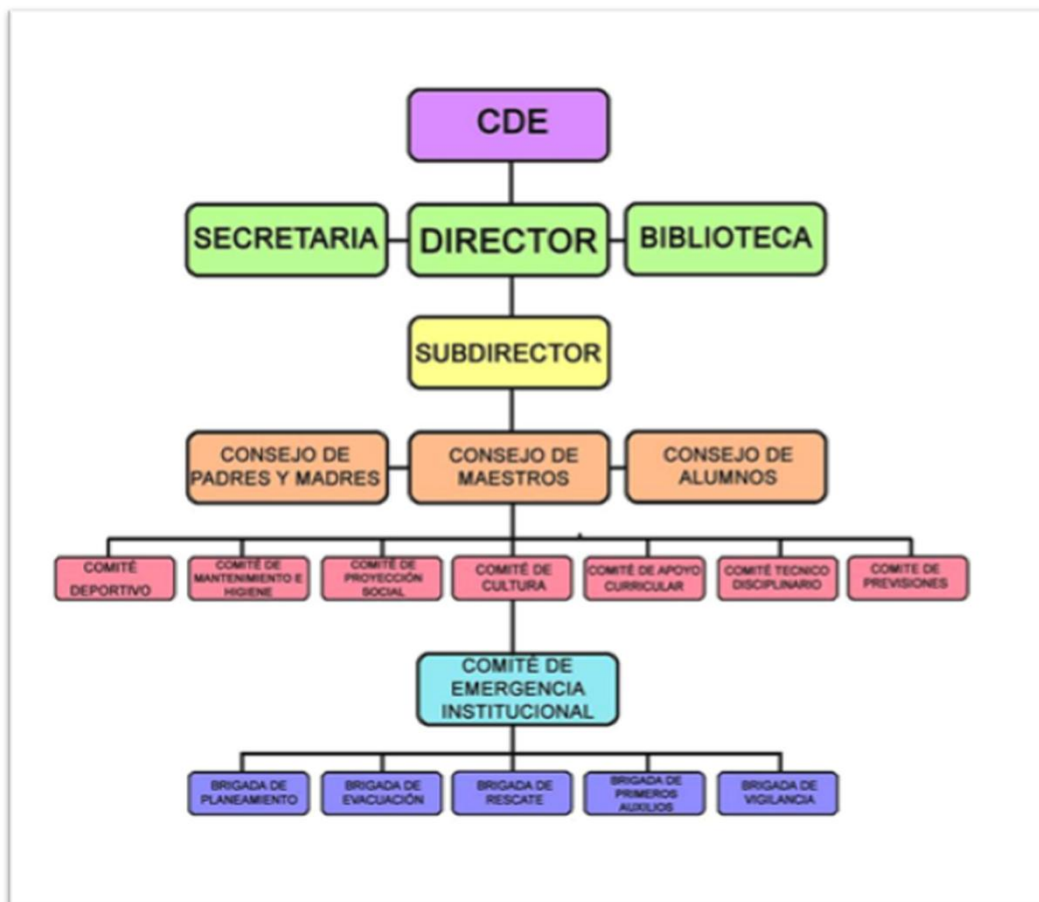 CDE
SECRETARIA
DIRECTOR
BIBLIOTECA
SUBDIRECTOR
CONSEJO DE
PADRES Y MADRES
CONSEJO DE
MAESTROS
CONSEJO DE
ALUMNOS
COMITÉ
DEPORTIVO
COMITÉ DE
MANTENIMIENTO E
HIGIENE
COMITÉ DE
PROYECCIÓN
SOCIAL
COMITÉ DE
CULTURA
COMITÉ DE APOYO
CURRICULAR
COMITÉ TECNICO
DISCIPLINARIO
COMITE DE
PREVISIONES
COMITÉ DE
EMERGENCIA
INSTITUCIONAL
BRIGADA DE
PLANEAMIENTO
BRIGADA DE
EVACUACIÓN
BRIGADA DE
RESCATE
BRIGADA DE
PRIMEROS
AUXILIOS
BRIGADA DE
VIGILANCIA